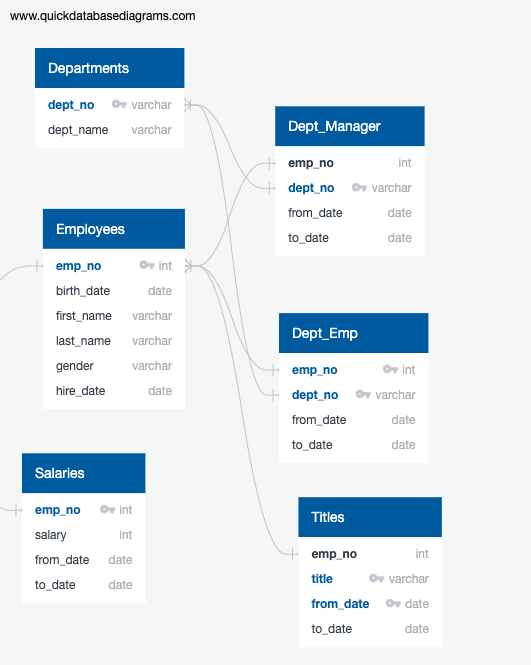 www.quickdatabasediagrams.com
Departments
dept_no varchar
dept_name varchar
Dept_Manager
emp_no int
dept_no varchar
from_date date
to_date date
Employees
emp_no int
birth_date date
first_name varchar
last_name varchar
gender varchar
hire_date date
Dept_Emp
emp_no int
dept_no varchar
from_date date
to_date date
Salaries
emp_no int
salary int
from_date date
to_date date
Titles
emp_no int
title varchar
from_date date
to_date date